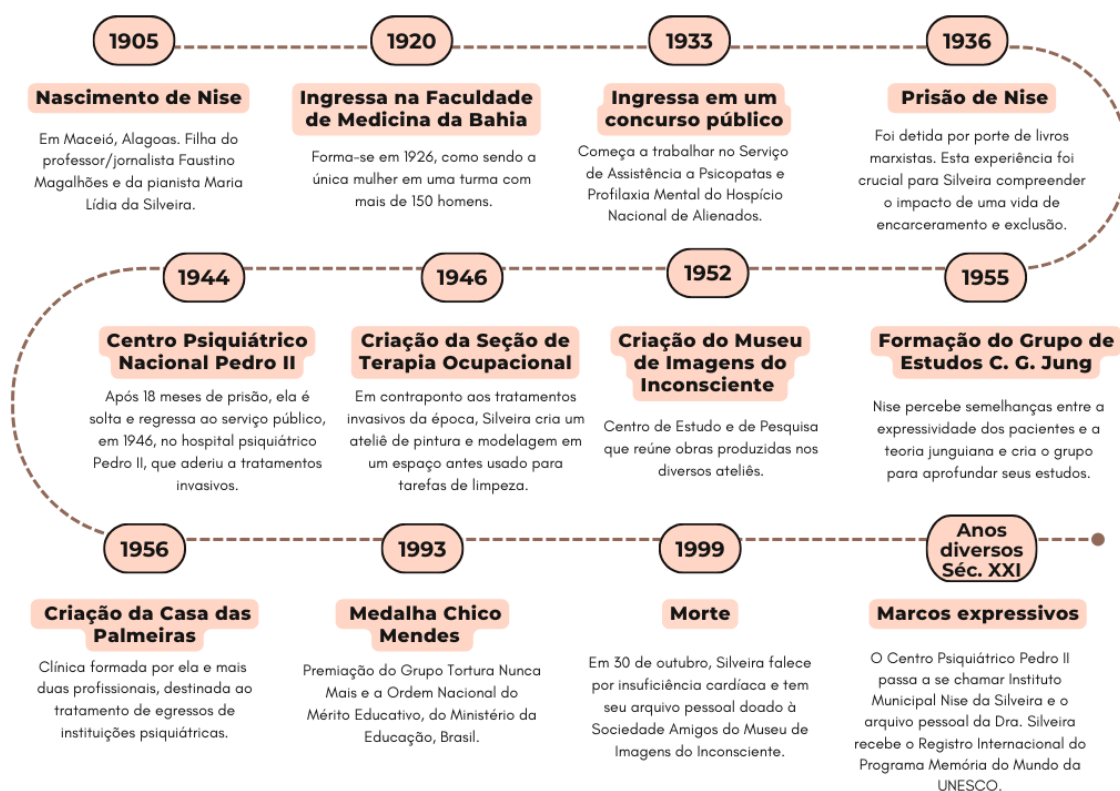 1905
Nascimento de Nise
Em Maceió, Alagoas. Filha do
professor/jornalista Faustino
Magalhães e da pianista Maria
Lídia da Silveira.
1920
Ingressa na Faculdade
de Medicina da Bahia
Forma-se em 1926, como sendo a
única mulher em uma turma com
mais de 150 homens.
1933
Ingressa em um
concurso público
Começa a trabalhar no Serviço
de Assistência a Psicopatas e
Profilaxia Mental do Hospício
Nacional de Alienados.
1936
Prisão de Nise
Foi detida por porte de livros
marxistas. Esta experiência foi
crucial para Silveira compreender
o impacto de uma vida de
encarceramento e exclusão.
1944
Centro Psiquiátrico
Nacional Pedro II
Após 18 meses de prisão, ela é
solta e regressa ao serviço público,
em 1946, no hospital psiquiátrico
Pedro II, que aderiu a tratamentos
invasivos.
1946
Criação da Seção de
Terapia Ocupacional
Em contraponto aos tratamentos
invasivos da época, Silveira cria um
ateliê de pintura e modelagem em
um espaço antes usado para
tarefas de limpeza.
1952
Criação do Museu
de Imagens do
Inconsciente
Centro de Estudo e de Pesquisa
que reúne obras produzidas nos
diversos ateliês.
1955
Formação do Grupo de
Estudos C. G. Jung
Nise percebe semelhanças entre a
expressividade dos pacientes e a
teoria junguiana e cria o grupo
para aprofundar seus estudos.
1956
Criação da Casa das
Palmeiras
Clínica formada por ela e mais
duas profissionais, destinada ao
tratamento de egressos de
instituições psiquiátricas.
1993
Medalha Chico
Mendes
Premiação do Grupo Tortura Nunca
Mais e a Ordem Nacional do
Mérito Educativo, do Ministério da
Educação, Brasil.
1999
Morte
Em 30 de outubro, Silveira falece
por insuficiência cardíaca e tem
seu arquivo pessoal doado à
Sociedade Amigos do Museu de
Imagens do Inconsciente.
Anos
diversos
Séc. XXI
Marcos expressivos
O Centro Psiquiátrico Pedro II
passa a se chamar Instituto
Municipal Nise da Silveira e o
arquivo pessoal da Dra. Silveira
recebe o Registro Internacional do
Programa Memória do Mundo da
UNESCO.